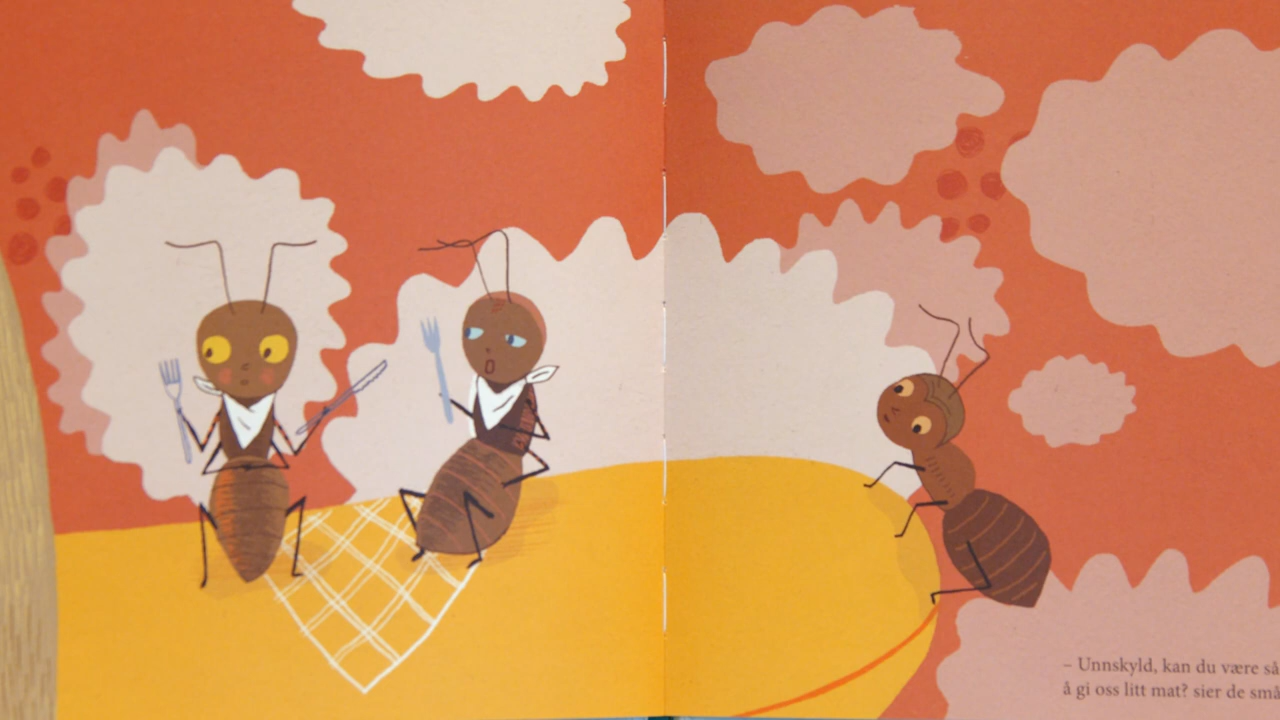 – Unnskyld, kan du være så
å gi oss litt mat? sier de små